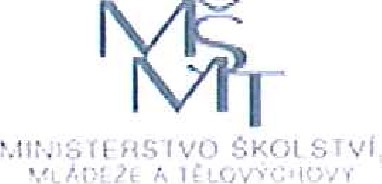 MŠ
MT
MINISTERSTVO ŠKOLSTVÍ,
MLÁDEŽE A TĚLOVÝCHOVY